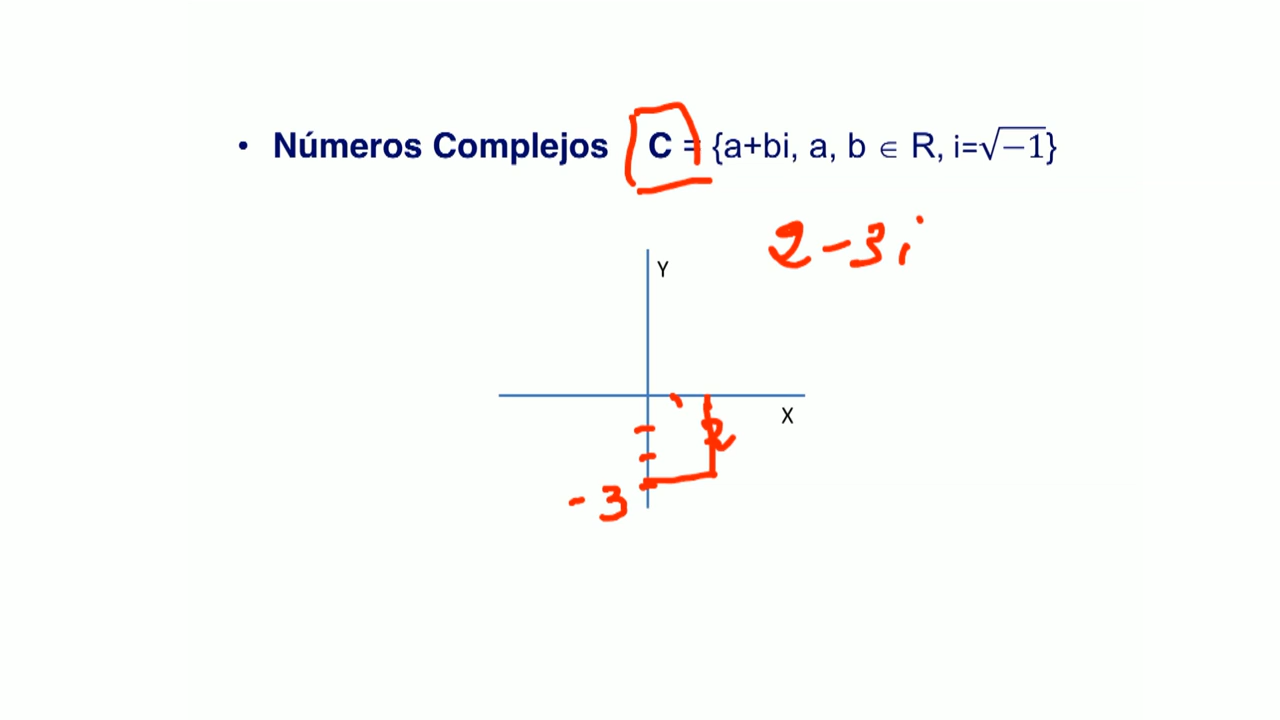 • Números Complejos C = {a+bi, a, b ∈ R, i=√−1}
2-3i
Y
X
2
-3